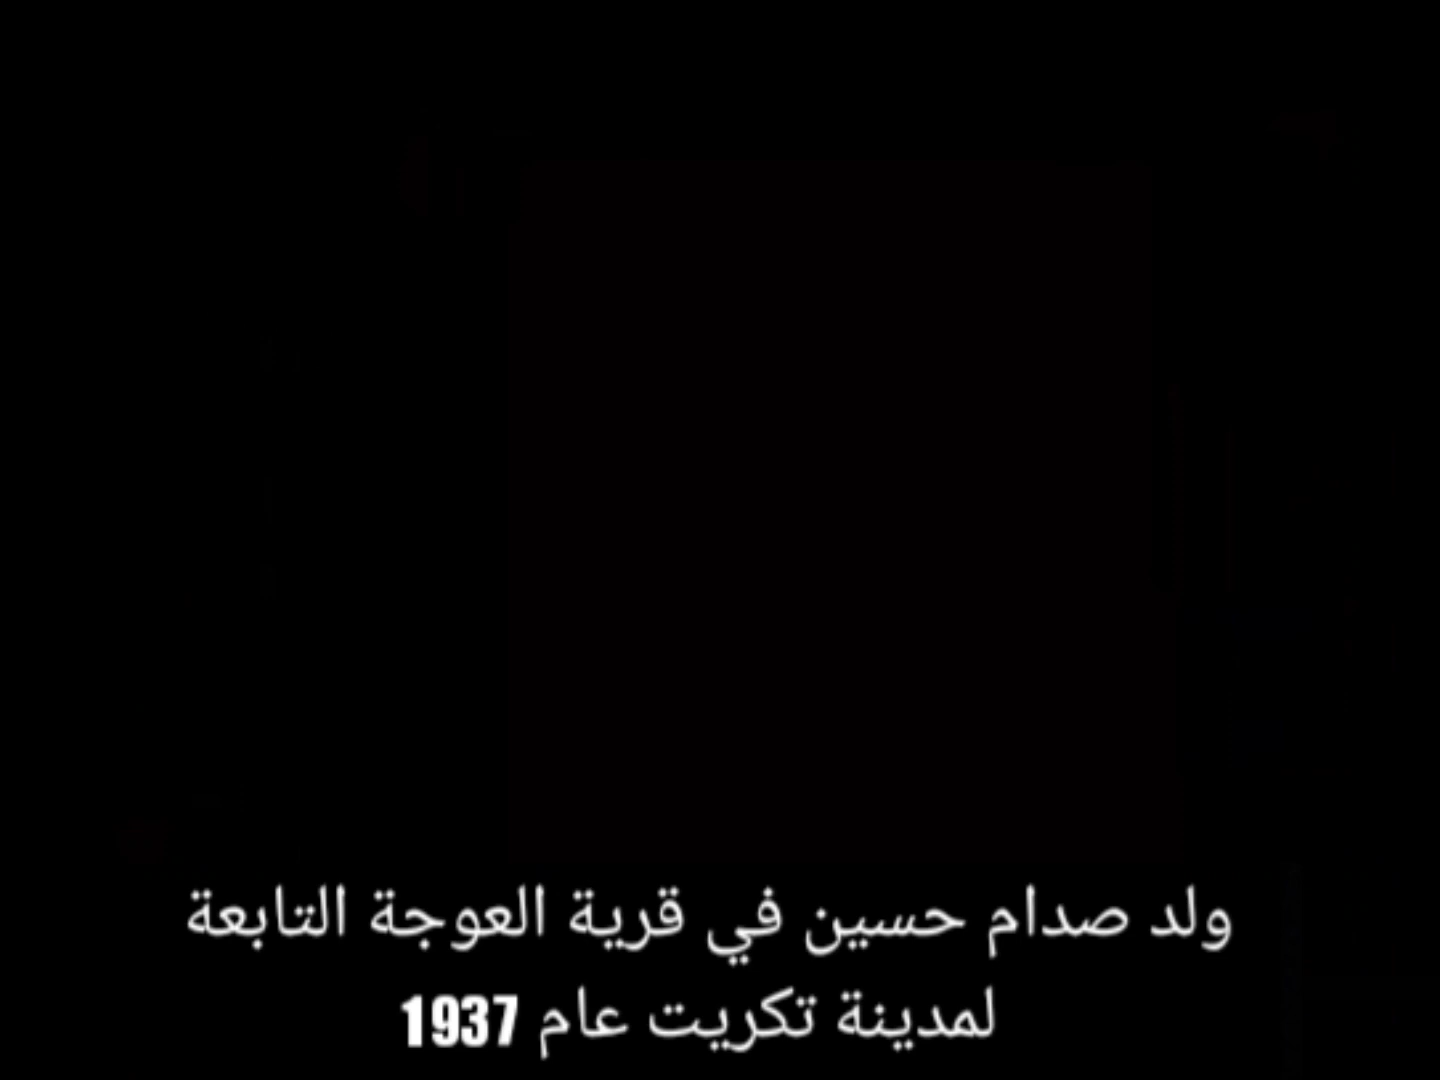 ولد صدام حسين في قرية العوجة التابعة
لمدينة تكريت عام 1937